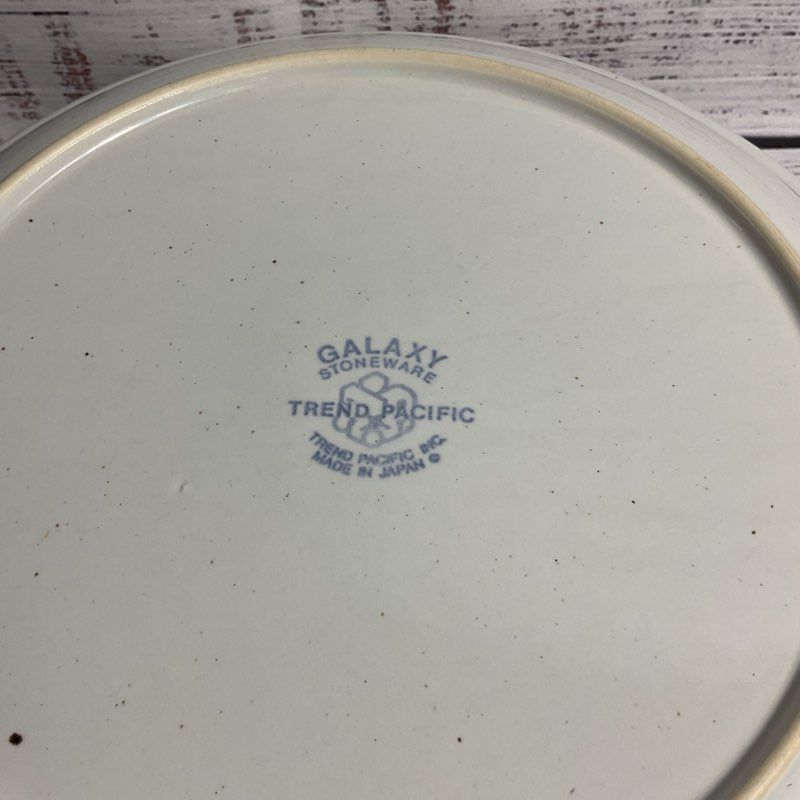 GALAXY
STONEWARE
TREND PACIFIC
TREND PACIFIC, INC.
MADE IN JAPAN ©